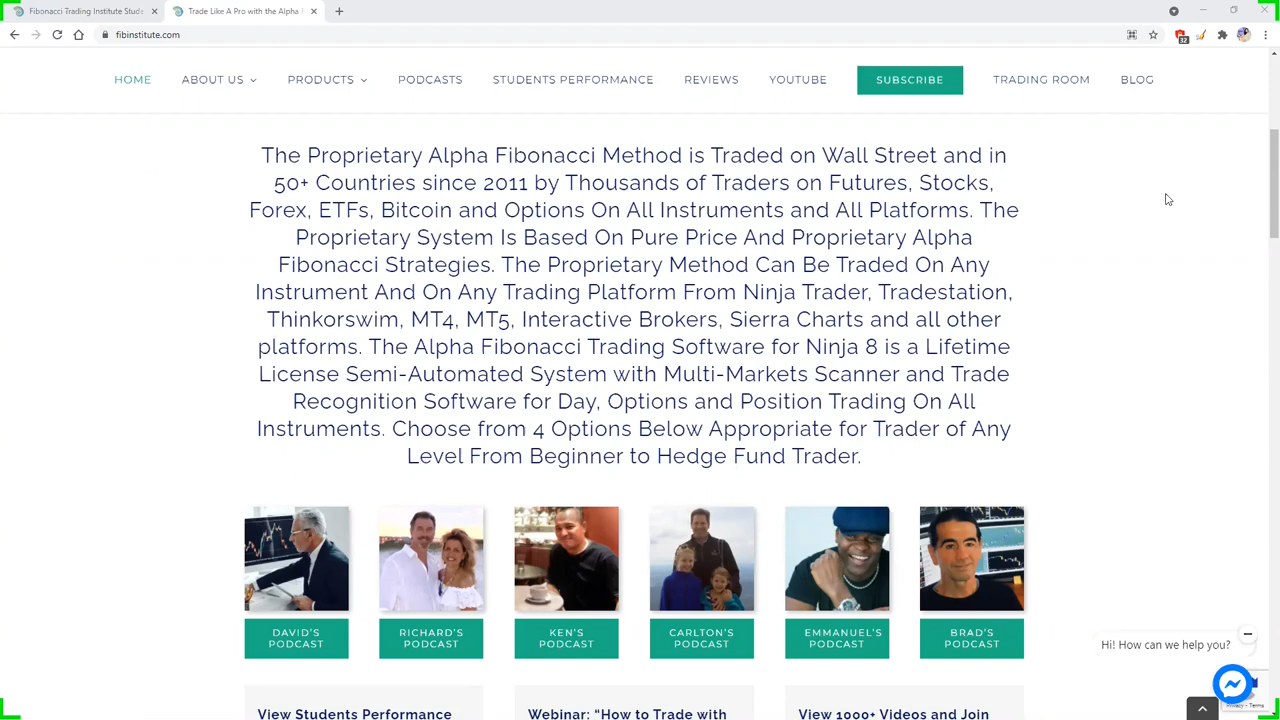 Fibonacci Trading Institute Stude
Trade Like A Pro with the Alpha F
fibinstitute.com
32
HOME
ABOUT US
PRODUCTS
PODCASTS
STUDENTS PERFORMANCE
REVIEWS
YOUTUBE
SUBSCRIBE
TRADING ROOM
BLOG
The Proprietary Alpha Fibonacci Method is Traded on Wall Street and in
50+ Countries since 2011 by Thousands of Traders on Futures, Stocks,
Forex, ETFs, Bitcoin and Options On All Instruments and All Platforms. The
Proprietary System Is Based On Pure Price And Proprietary Alpha
Fibonacci Strategies. The Proprietary Method Can Be Traded On Any
Instrument And On Any Trading Platform From Ninja Trader, Tradestation,
Thinkorswim, MT4, MT5, Interactive Brokers, Sierra Charts and all other
platforms. The Alpha Fibonacci Trading Software for Ninja 8 is a Lifetime
License Semi-Automated System with Multi-Markets Scanner and Trade
Recognition Software for Day, Options and Position Trading On All
Instruments. Choose from 4 Options Below Appropriate for Trader of Any
Level From Beginner to Hedge Fund Trader.
DAVID'S
PODCAST
RICHARD'S
PODCAST
KEN'S
PODCAST
CARLTON'S
PODCAST
EMMANUEL'S
PODCAST
BRAD'S
PODCAST
Hi! How can we help you?
Privacy - Terms
View Students Performance
Webinar: "How to Trade with
View 1000+ Videos and Join